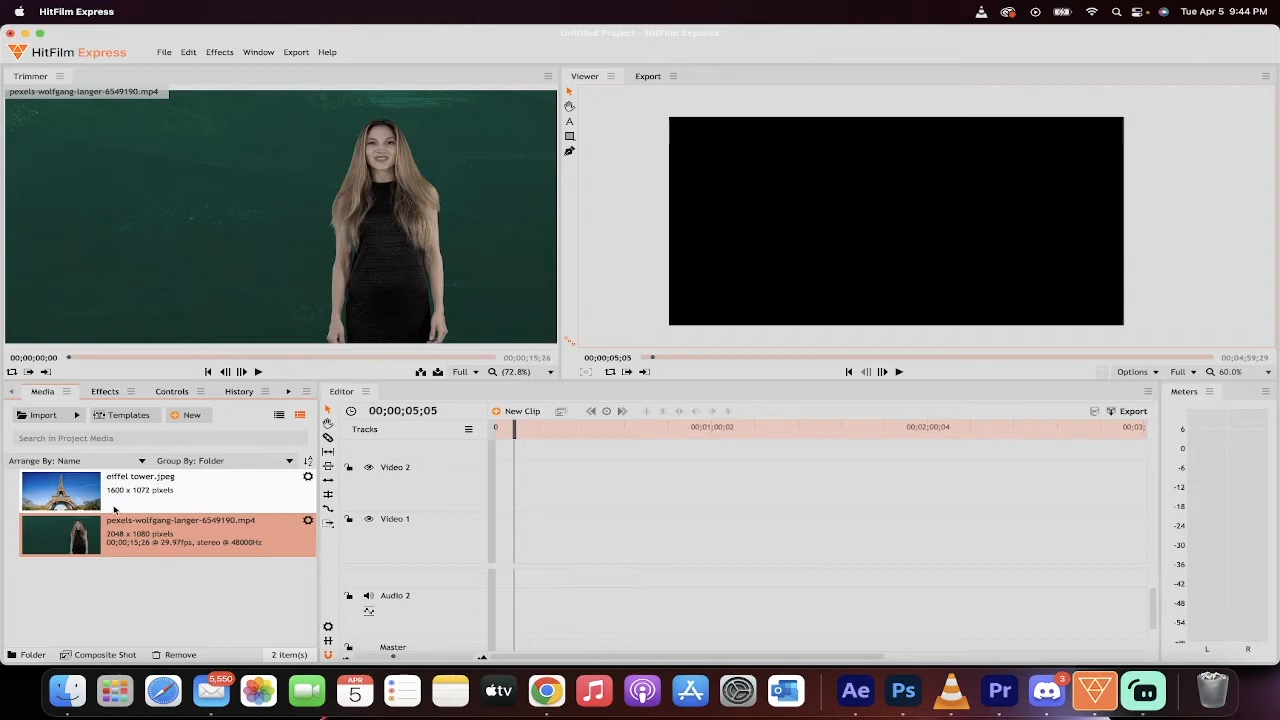 HitFilm Express
Tue Apr 5 9:44 PM
Untitled Project - HitFilm Express*
HitFilm Express
File Edit Effects Window Export Help
Trimmer
Viewer Export
pexels-wolfgang-langer-6549190.mp4
00;00;00;00
00;00;15;26
00;00;05;05
00;04;59;29
Full (72.8%)
Options Full 60.0%
Media Effects Controls History
Editor
Meters
Import Templates New
00;00;05;05
New Clip
Export
Tracks
0
00;01;00;02
00;02;00;04
00;03;
Search in Project Media
Arrange By: Name
Group By: Folder
eiffel tower.jpeg
1600 x 1072 pixels
pexels-wolfgang-langer-6549190.mp4
2048 x 1080 pixels
00;00;15;26 @ 29.97fps, stereo @ 48000Hz
Video 2
Video 1
Audio 2
Master
6
0
-6
-12
-18
-24
-30
-36
-42
-48
-54
L R
Folder Composite Shot Remove 2 item(s)
5,550
APR
5
tv
Ae
Ps
Pr
3